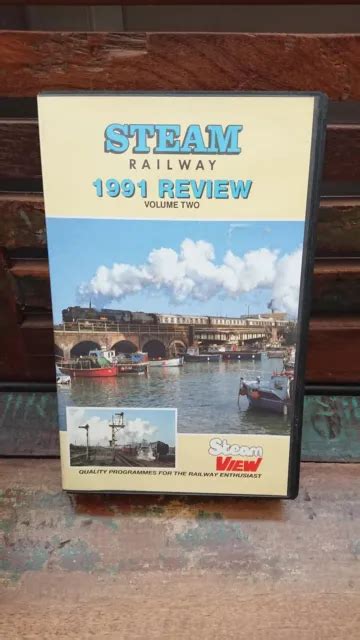 STEAM
RAILWAY
1991 REVIEW
VOLUME TWO
Steam
VIEW
QUALITY PROGRAMMES FOR THE RAILWAY ENTHUSIAST